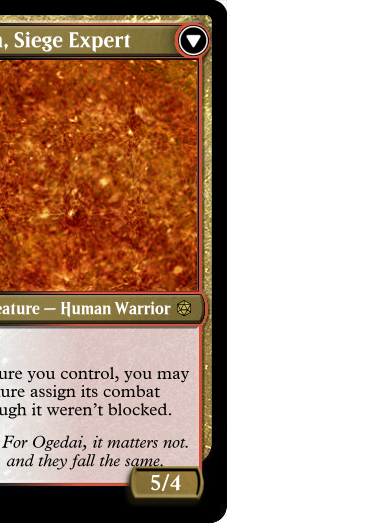 , Siege Expert
eature — Human Warrior
ure you control, you may
ture assign its combat
ugh it weren't blocked.
For Ogedai, it matters not.
and they fall the same.
5/4